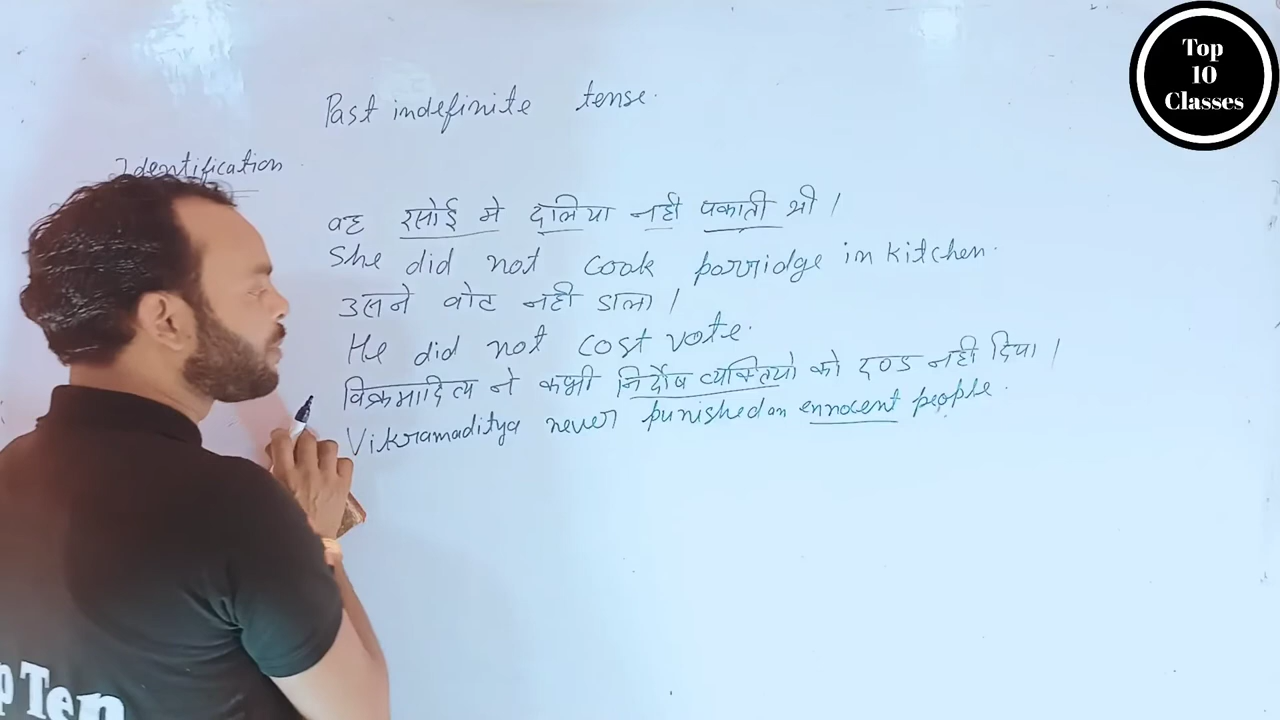 Top
10
Classes
Past indefinite tense.
Identification
वह रसोई मे दलिया नही पकाती थी।
She did not cook porridge in kitchen.
उसने वोट नही डाला।
He did not cost vote.
विक्रमादित्य ने कभी निर्दोष व्यक्तियो को दण्ड नही दिया।
Vikramaditya never punished an ennocent people.
p Ten